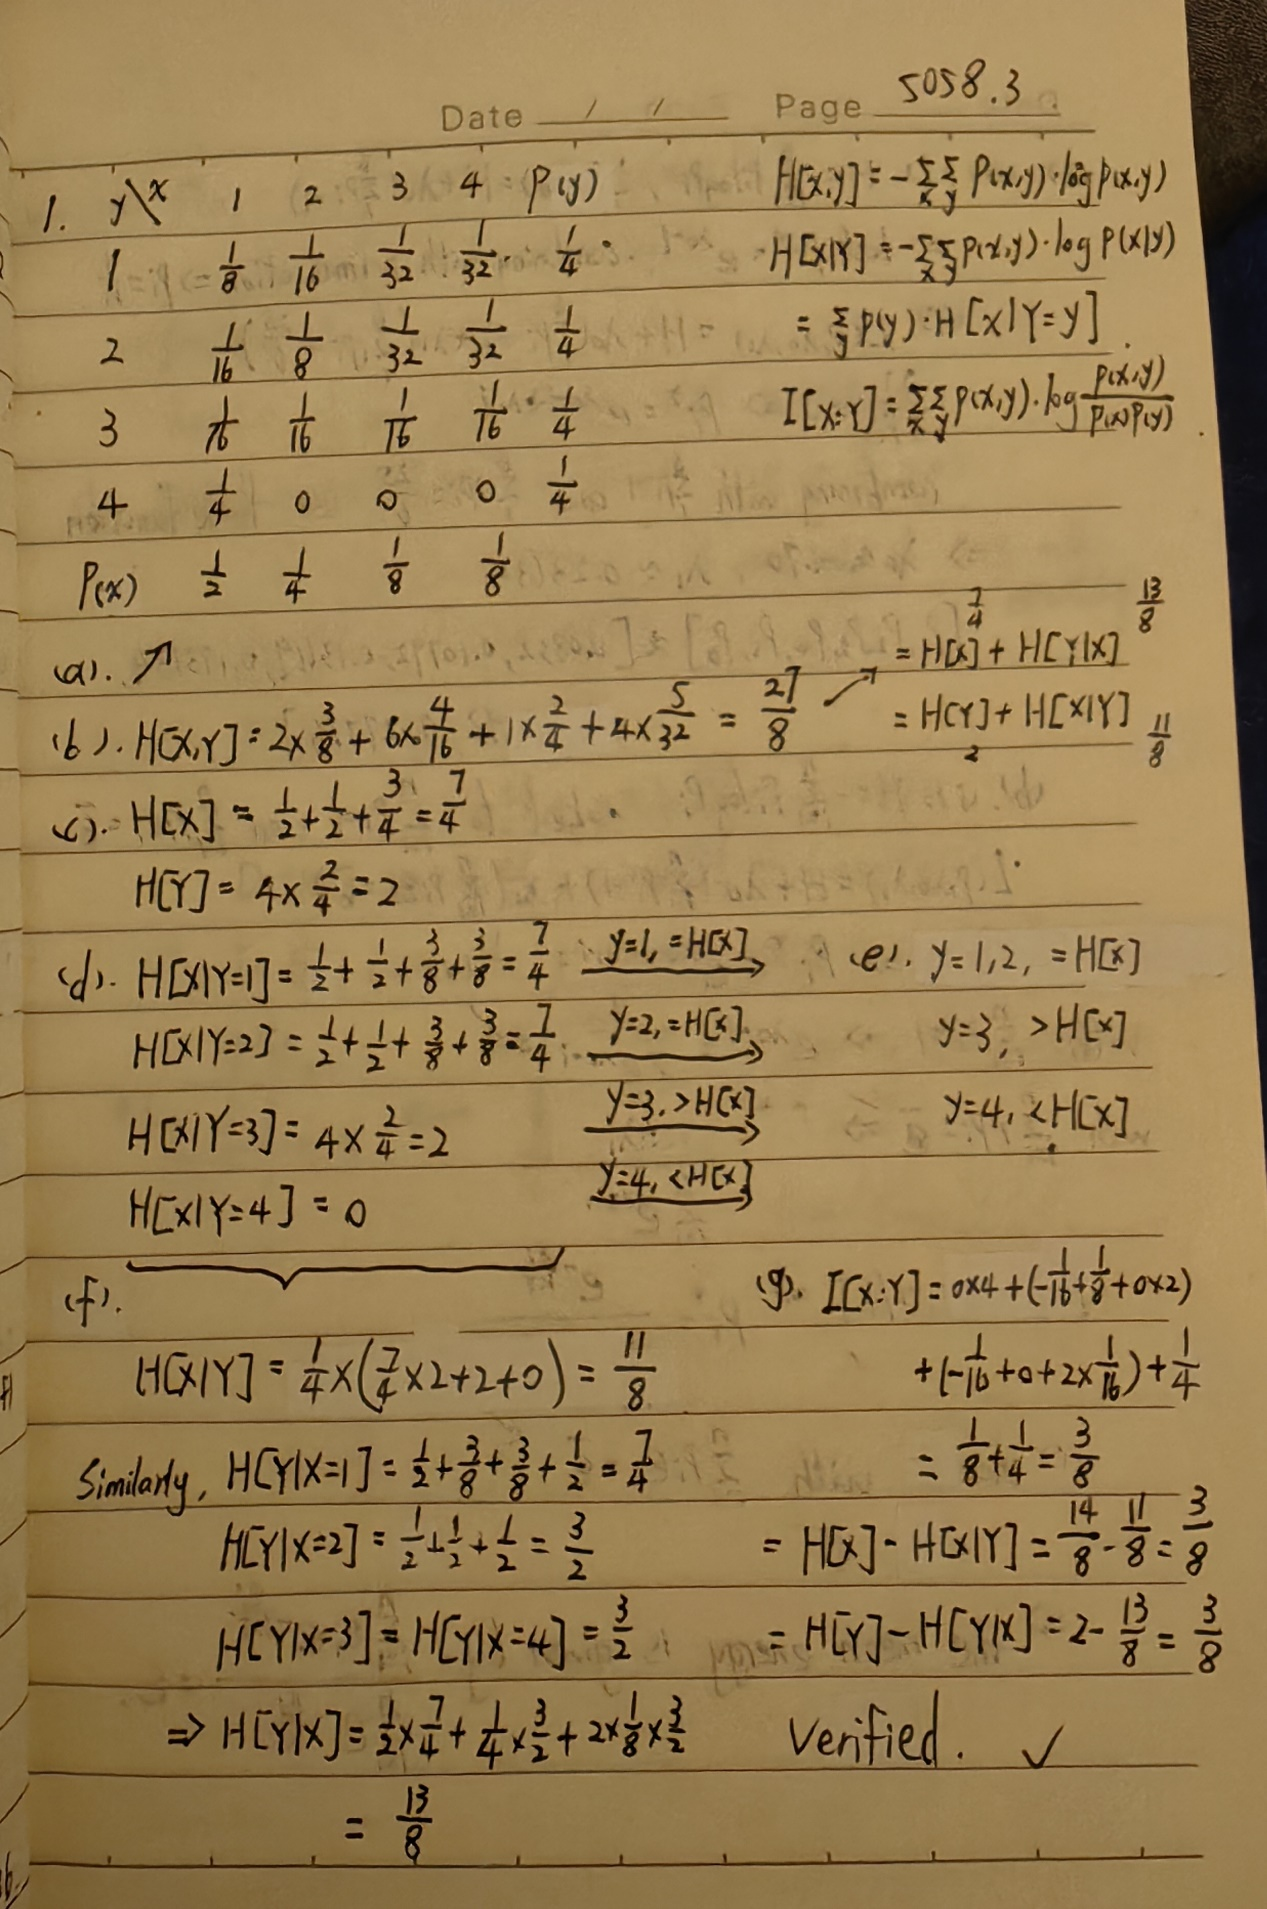 Date / / Page 5058.3
1. y\x 1 2 3 4 P(y) H[X,Y] = -∑x∑y P(x,y)·log P(x,y)
1 1/8 1/16 1/32 1/32 1/4 H[X|Y] = -∑x∑y P(x,y)·log P(x|y)
2 1/16 1/8 1/32 1/32 1/4 = ∑y P(y)·H[X|Y=y]
3 1/16 1/16 1/16 1/16 1/4 I[X:Y] = ∑x∑y P(x,y)·log P(x,y)/P(x)P(y)
4 1/4 0 0 0 1/4
P(x) 1/2 1/4 1/8 1/8
7/4 13/8
(a). ↗ = H[X] + H[Y|X]
(b). H[X,Y] = 2×3/8 + 6×4/16 + 1×2/4 + 4×5/32 = 27/8 ↗ = H[Y] + H[X|Y]
2 11/8
(c). H[X] = 1/2 + 1/2 + 3/4 = 7/4
H[Y] = 4×2/4 = 2
(d). H[X|Y=1] = 1/2 + 1/2 + 3/8 + 3/8 = 7/4 y=1, =H[X] → (e). y=1,2, =H[X]
H[X|Y=2] = 1/2 + 1/2 + 3/8 + 3/8 = 7/4 y=2, =H[X] → y=3, >H[X]
H[X|Y=3] = 4×2/4 = 2 y=3, >H[X] → y=4, <H[X]
H[X|Y=4] = 0 y=4, <H[X] →
(f). (g). I[X:Y] = 0×4 + (-1/16 + 1/8 + 0×2)
H[X|Y] = 1/4×(7/4×2+2+0) = 11/8 + (-1/16 + 0 + 2×1/16) + 1/4
Similarly, H[Y|X=1] = 1/2 + 3/8 + 3/8 + 1/2 = 7/4 = 1/8 + 1/4 = 3/8
H[Y|X=2] = 1/2 + 1/2 + 1/2 = 3/2 = H[X] - H[X|Y] = 14/8 - 11/8 = 3/8
H[Y|X=3] = H[Y|X=4] = 3/2 = H[Y] - H[Y|X] = 2 - 13/8 = 3/8
⇒ H[Y|X] = 1/2×7/4 + 1/4×3/2 + 2×1/8×3/2 Verified. ✓
= 13/8